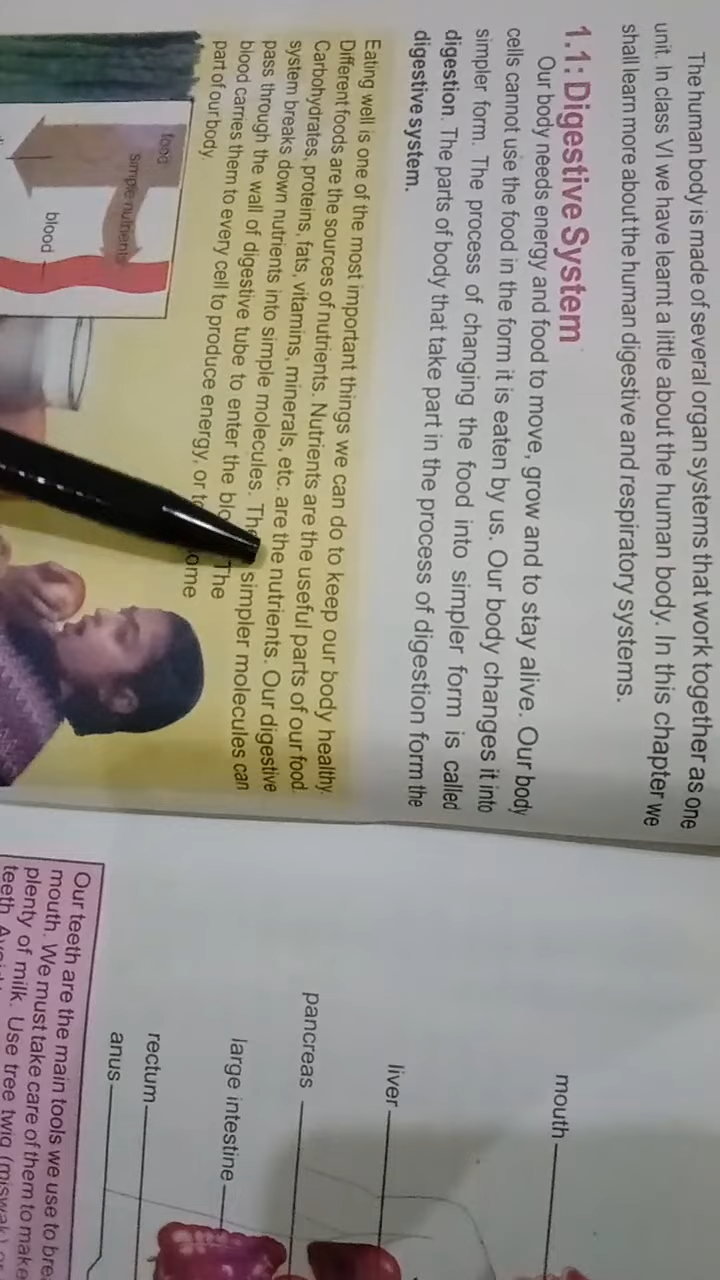 The human body is made of several organ systems that work together as one
unit. In class VI we have learnt a little about the human body. In this chapter we
shall learn more about the human digestive and respiratory systems.
1.1: Digestive System
Our body needs energy and food to move, grow and to stay alive. Our body
cells cannot use the food in the form it is eaten by us. Our body changes it into
simpler form. The process of changing the food into simpler form is called
digestion. The parts of body that take part in the process of digestion form the
digestive system.
Eating well is one of the most important things we can do to keep our body healthy.
Different foods are the sources of nutrients. Nutrients are the useful parts of our food.
Carbohydrates, proteins, fats, vitamins, minerals, etc. are the nutrients. Our digestive
system breaks down nutrients into simple molecules. simpler molecules can
pass through the wall of digestive tube to enter the The
blood carries them to every cell to produce energy, or
part of our body.
food
simple nutrients
blood
mouth
liver
pancreas
large intestine
rectum
anus
Our teeth are the main tools we use to
mouth. We must take care of them to make
plenty of milk. Use tree twig (miswak)
teeth.